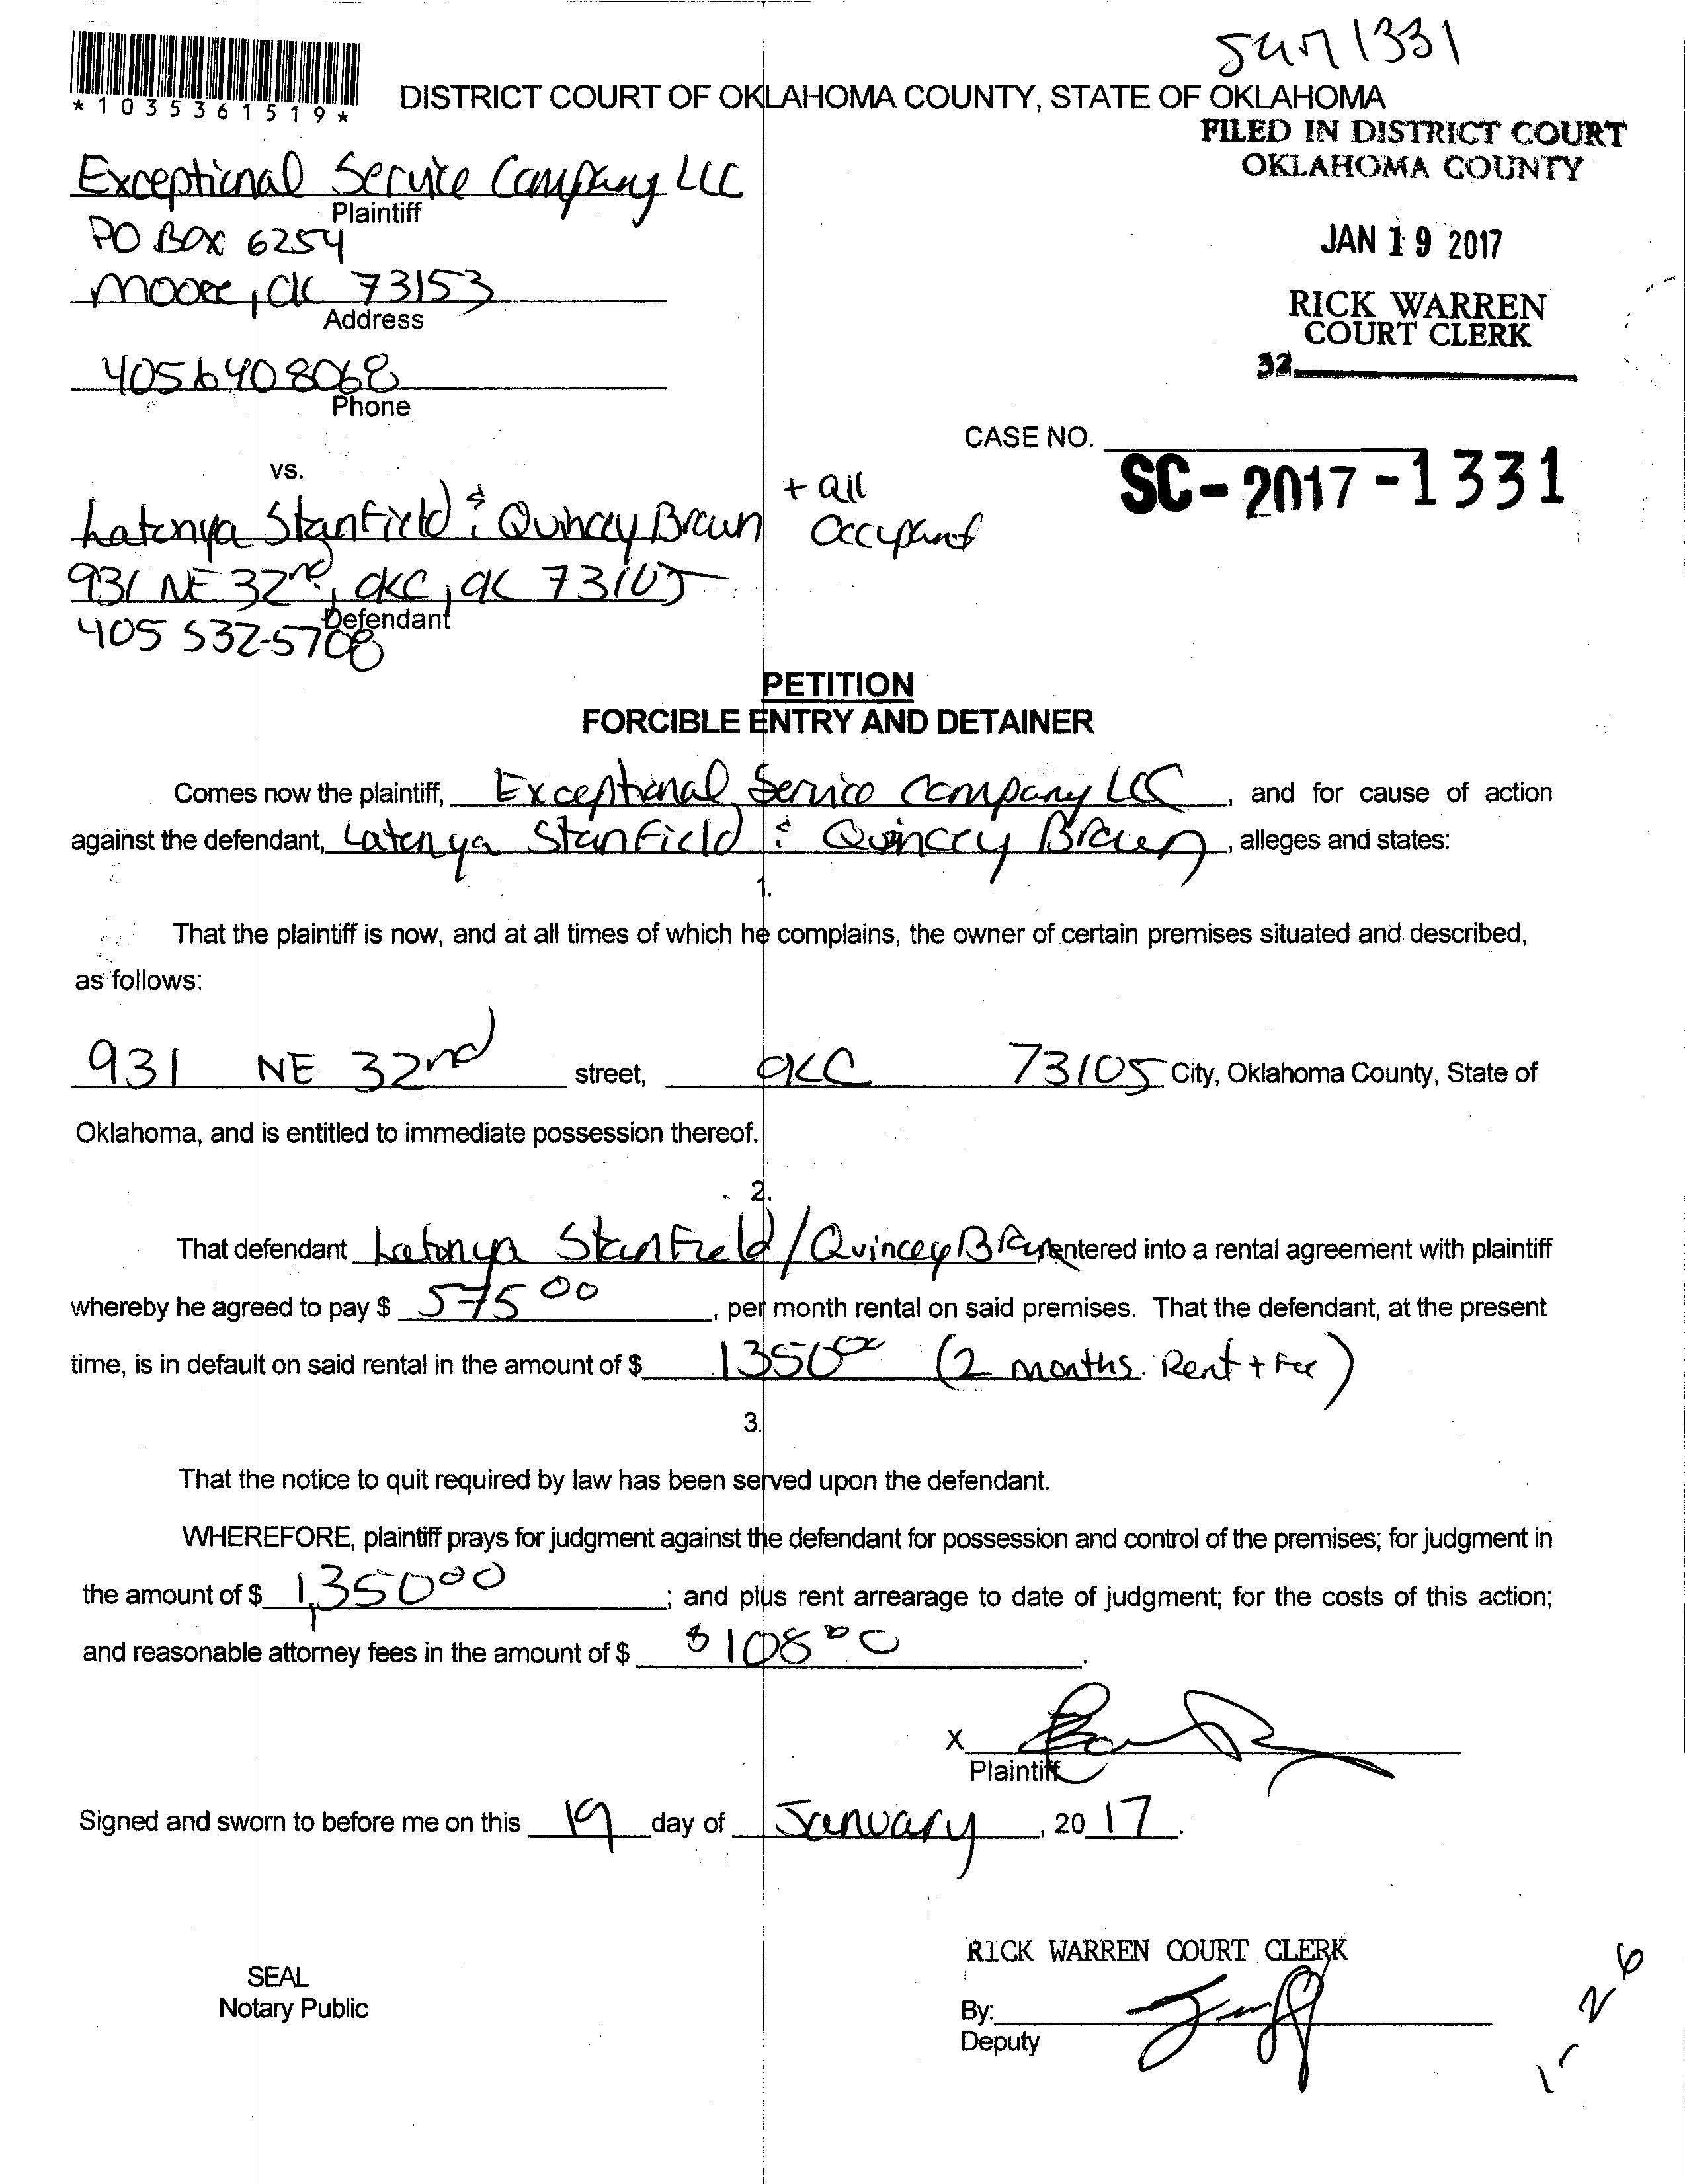 *1035361519*
DISTRICT COURT OF OKLAHOMA COUNTY, STATE OF OKLAHOMA
FILED IN DISTRICT COURT
OKLAHOMA COUNTY
Exceptional Service Company LLC
Plaintiff
JAN 19 2017
PO BOX 6254
Moore, OK 73153
Address
RICK WARREN
COURT CLERK
32
4056408068
Phone
CASE NO.
SC-2017-1331
vs.
Latonya Stanfield & Quincey Braun + all Occupant
931 NE 32nd, OKC, OK 73105
Defendant
405 532-5708
PETITION
FORCIBLE ENTRY AND DETAINER
Comes now the plaintiff, Exceptional Service Company LLC, and for cause of action
against the defendant, Latonya Stanfield & Quincey Braun, alleges and states:
1.
That the plaintiff is now, and at all times of which he complains, the owner of certain premises situated and described,
as follows:
931 NE 32nd street, OKC 73105 City, Oklahoma County, State of
Oklahoma, and is entitled to immediate possession thereof.
2.
That defendant Latonya Stanfield/Quincey Braun entered into a rental agreement with plaintiff
whereby he agreed to pay $ 575 00, per month rental on said premises. That the defendant, at the present
time, is in default on said rental in the amount of $ 1350 00 (2 months Rent + Fee)
3.
That the notice to quit required by law has been served upon the defendant.
WHEREFORE, plaintiff prays for judgment against the defendant for possession and control of the premises; for judgment in
the amount of $ 1,350 00; and plus rent arrearage to date of judgment; for the costs of this action;
and reasonable attorney fees in the amount of $ $108 00.
X
Plaintiff
Signed and sworn to before me on this 19 day of January, 2017.
RICK WARREN COURT CLERK
SEAL
Notary Public
By:
Deputy
1-26